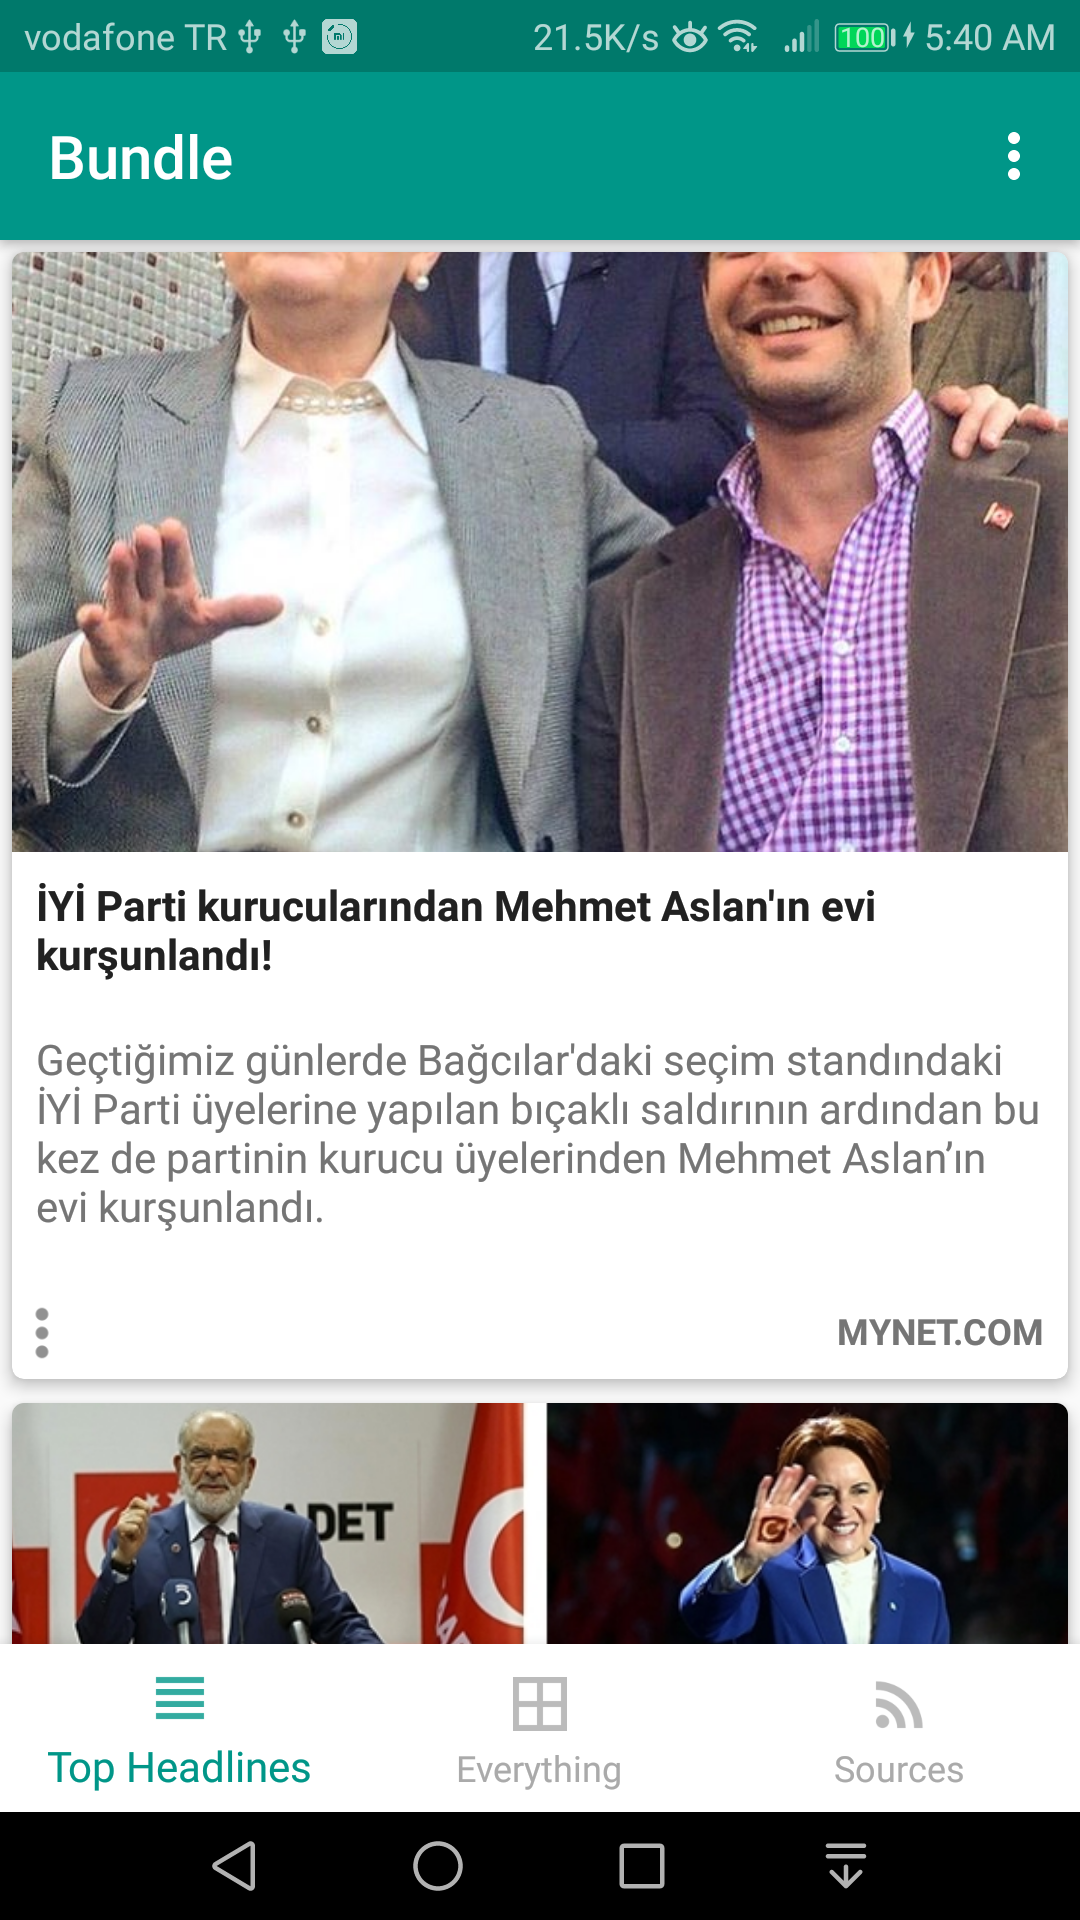 vodafone TR 21.5K/s 100 5:40 AM
Bundle
İYİ Parti kurucularından Mehmet Aslan'ın evi
kurşunlandı!
Geçtiğimiz günlerde Bağcılar'daki seçim standındaki
İYİ Parti üyelerine yapılan bıçaklı saldırının ardından bu
kez de partinin kurucu üyelerinden Mehmet Aslan’ın
evi kurşunlandı.
MYNET.COM
ADET
Top Headlines
Everything
Sources